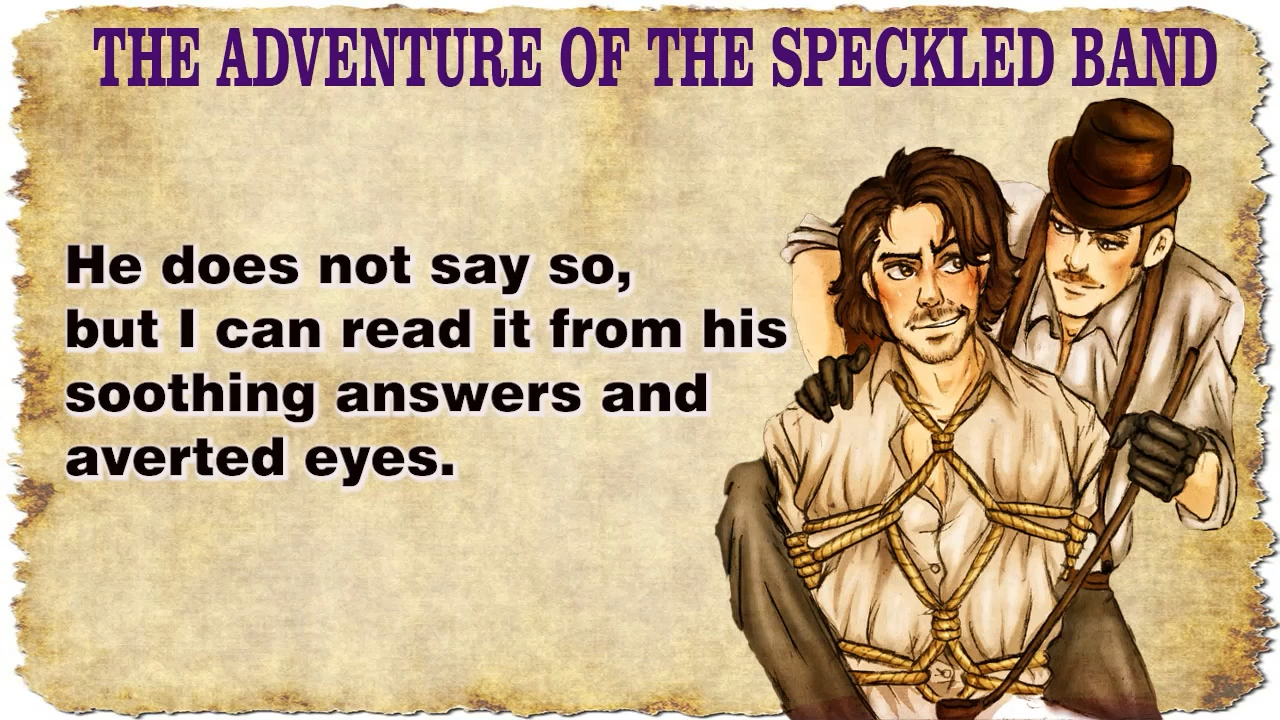 THE ADVENTURE OF THE SPECKLED BAND
He does not say so,
but I can read it from his
soothing answers and
averted eyes.